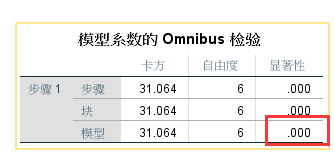 模型系数的 Omnibus 检验
卡方 自由度 显著性
步骤 1 步骤 31.064 6 .000
块 31.064 6 .000
模型 31.064 6 .000